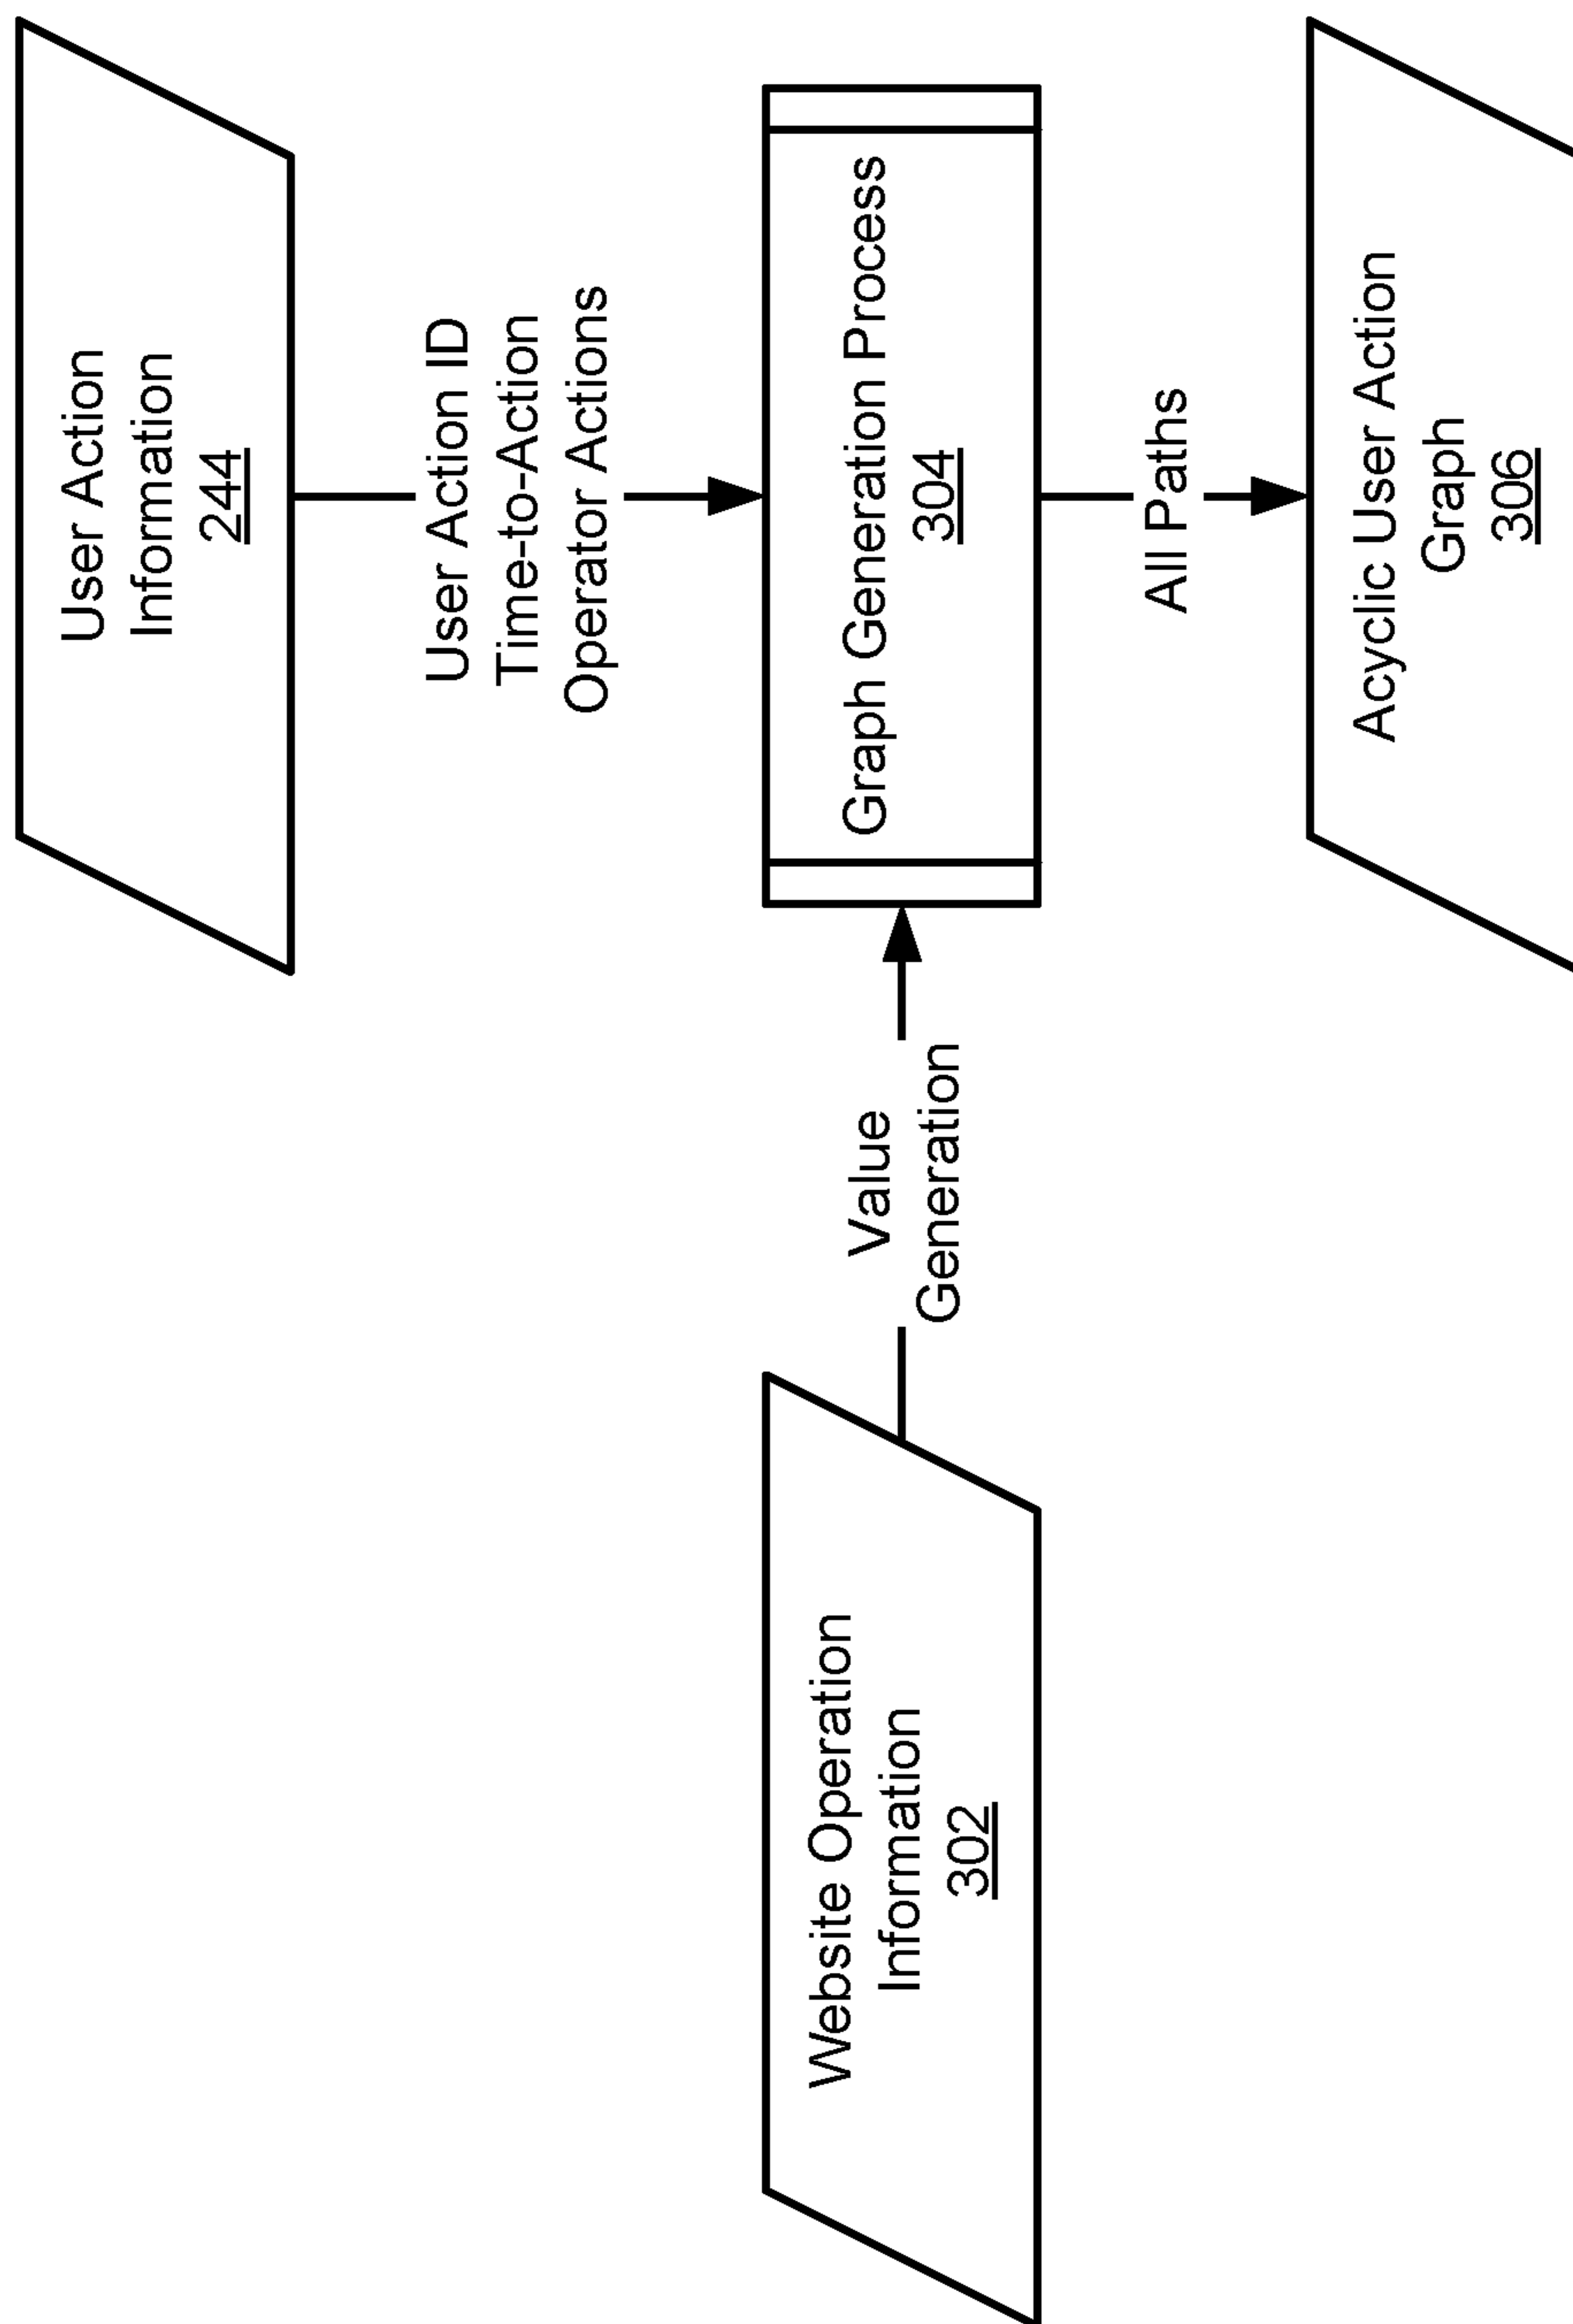 User Action
Information
244
User Action ID
Time-to-Action
Operator Actions
Website Operation
Information
302
Value
Generation
Graph Generation Process
304
All Paths
Acyclic User Action
Graph
306